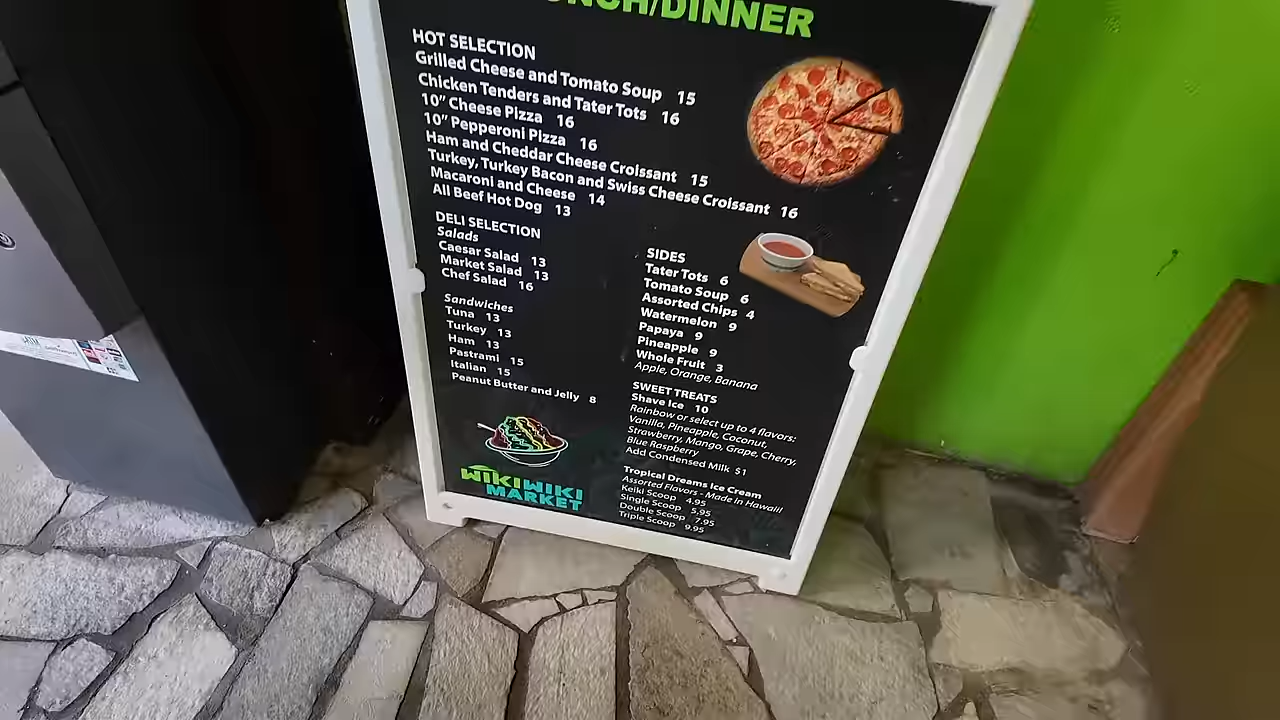 LUNCH/DINNER
HOT SELECTION
Grilled Cheese and Tomato Soup 15
Chicken Tenders and Tater Tots 16
10" Cheese Pizza 16
10" Pepperoni Pizza 16
Ham and Cheddar Cheese Croissant 15
Turkey, Turkey Bacon and Swiss Cheese Croissant 16
Macaroni and Cheese 14
All Beef Hot Dog 13
DELI SELECTION
Salads
Caesar Salad 13
Market Salad 13
Chef Salad 16
Sandwiches
Tuna 13
Turkey 13
Ham 13
Pastrami 15
Italian 15
Peanut Butter and Jelly 8
SIDES
Tater Tots 6
Tomato Soup 6
Assorted Chips 4
Watermelon 9
Papaya 9
Pineapple 9
Whole Fruit 3
Apple, Orange, Banana
SWEET TREATS
Shave Ice 10
Rainbow or select up to 4 flavors:
Vanilla, Pineapple, Coconut,
Strawberry, Mango, Grape, Cherry,
Blue Raspberry
Add Condensed Milk $1
Tropical Dreams Ice Cream
Assorted Flavors - Made in Hawaii!
Keiki Scoop 4.95
Single Scoop 5.95
Double Scoop 7.95
Triple Scoop 9.95
WIKIWIKI
MARKET